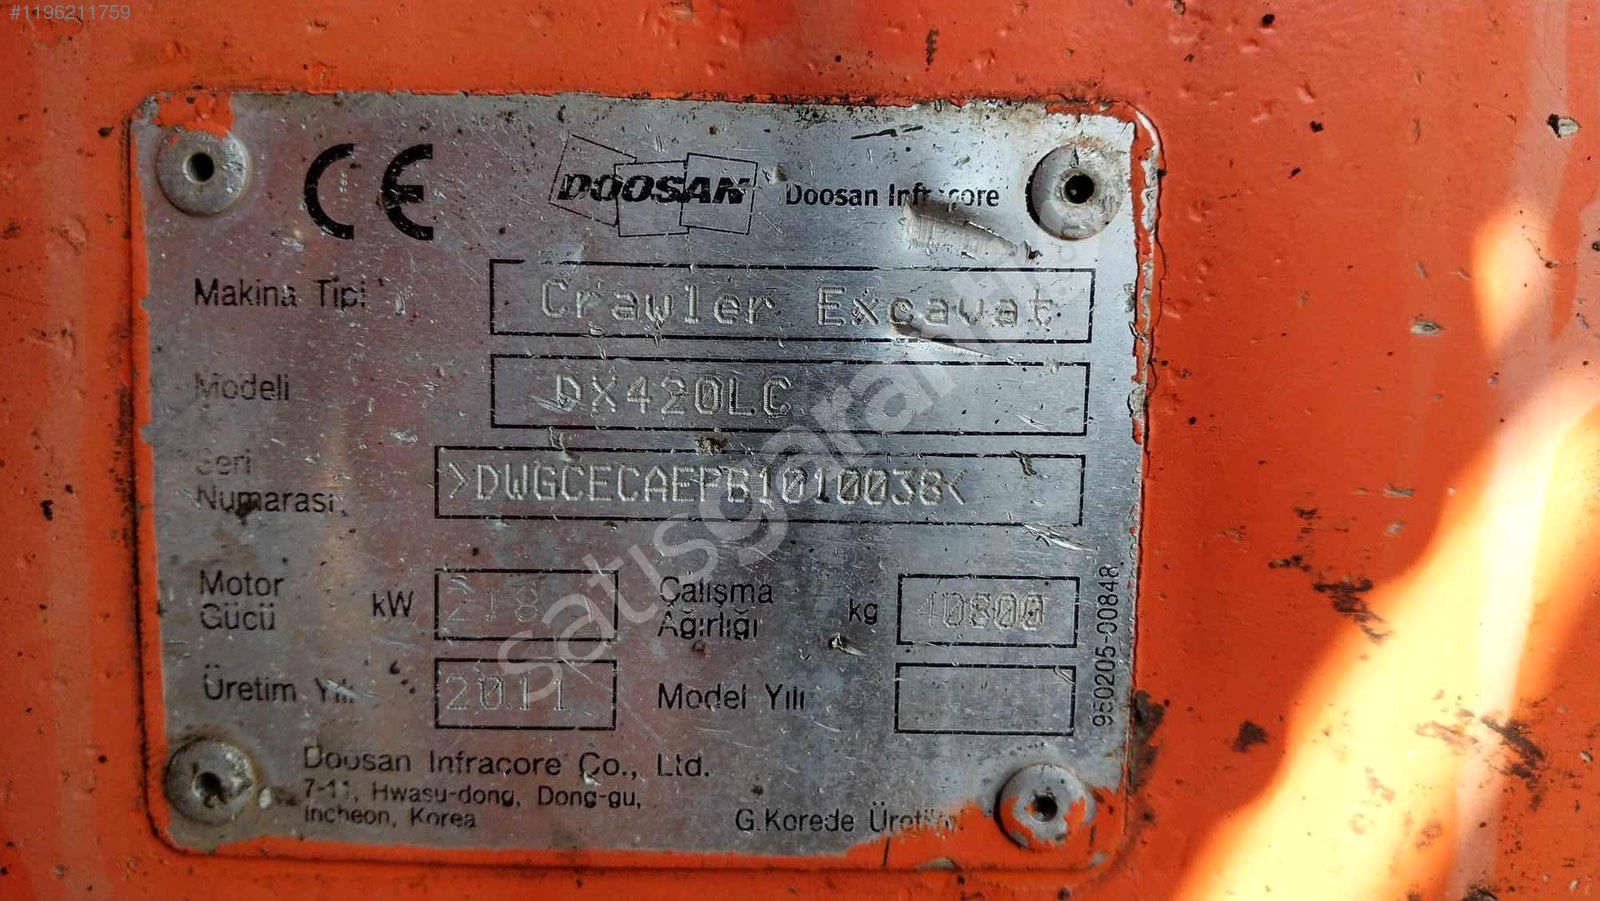 #1196211759
CE
DOOSAN Doosan Infracore
Makina Tipi Crawler Excavat
Modeli DX420LC
Seri
Numarası >DWGCECAEPB1010038<
Motor
Gücü kW 218 Çalışma
Ağırlığı kg 40800
Üretim Yılı 2011 Model Yılı
Doosan Infracore Co., Ltd.
7-11, Hwasu-dong, Dong-gu,
Incheon, Korea
G.Korede Üretilm
950205-00848